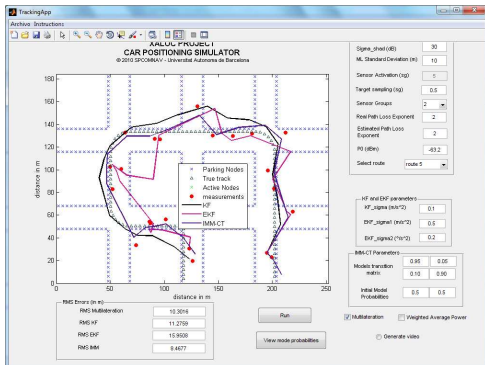 TrackingApp
Archivo Instructions
XALOC PROJECT
CAR POSITIONING SIMULATOR
© 2010 SPCOMNAV - Universitat Autonoma de Barcelona
distance in m
180
160
140
120
100
80
60
40
20
0
0 50 100 150 200 250
distance in m
Parking Nodes
True track
Active Nodes
measurements
KF
EKF
IMM-CT
Sigma_shad (dB) 30
ML Standard Deviation (m) 10
Sensor Activation (sg)
Target sampling (sg) 0.5
Sensor Groups 2
Real Path Loss Exponent 2
Estimated Path Loss Exponent 2
P0 (dBm) -63.2
Select route route 5
KF and EKF parameters
KF_sigma (m/s^2) 0.1
EKF_sigma1 (m/s^2) 0.5
EKF_sigma2 (º/s^2) 0.2
IMM-CT Parameters
Models transition matrix 0.95 0.05
0.10 0.90
Initial Model Probabilities 0.5 0.5
RMS Errors (in m)
RMS Multilateration 10.3016
RMS KF 11.2759
RMS EKF 15.9508
RMS IMM 9.4677
Run
View mode probabilities
Multilateration Weighted Average Power
Generate video